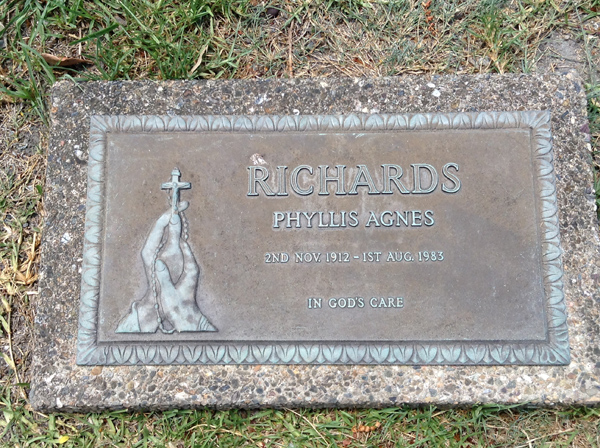 RICHARDS
PHYLLIS AGNES
2ND NOV. 1912 - 1ST AUG. 1983
IN GOD'S CARE